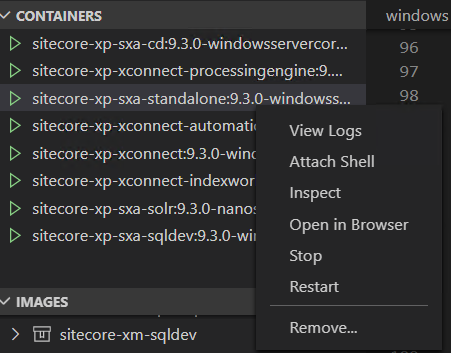 CONTAINERS
windows
sitecore-xp-sxa-cd:9.3.0-windowsservercor...
96
sitecore-xp-xconnect-processingengine:9....
97
sitecore-xp-sxa-standalone:9.3.0-windowss...
98
sitecore-xp-xconnect-automatic
sitecore-xp-xconnect:9.3.0-wind
sitecore-xp-xconnect-indexwor
sitecore-xp-sxa-solr:9.3.0-nanos
sitecore-xp-sxa-sqldev:9.3.0-win
View Logs
Attach Shell
Inspect
Open in Browser
Stop
Restart
Remove...
IMAGES
sitecore-xm-sqldev